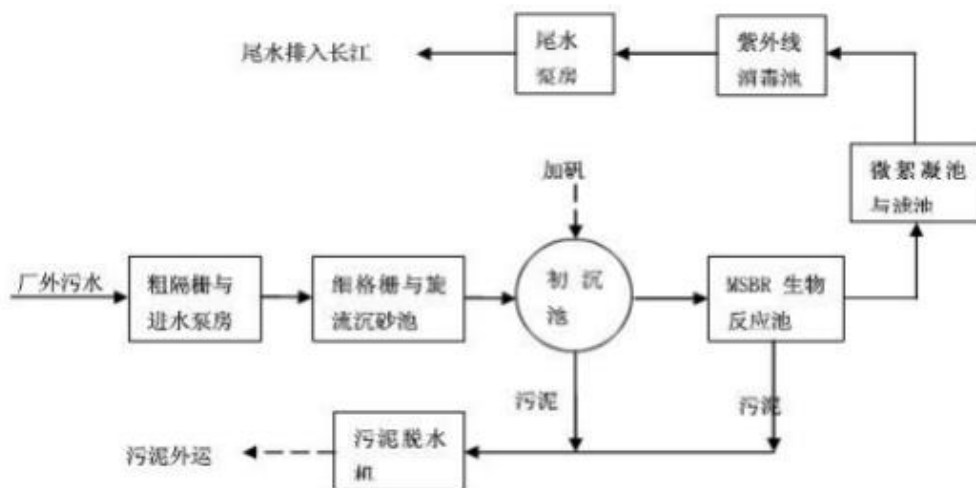 尾水排入长江
尾水
泵房
紫外线
消毒池
微絮凝池
与滤池
加矾
厂外污水
粗隔栅与
进水泵房
细格栅与旋
流沉砂池
初沉
池
MSBR 生物
反应池
污泥
污泥
污泥外运
污泥脱水
机